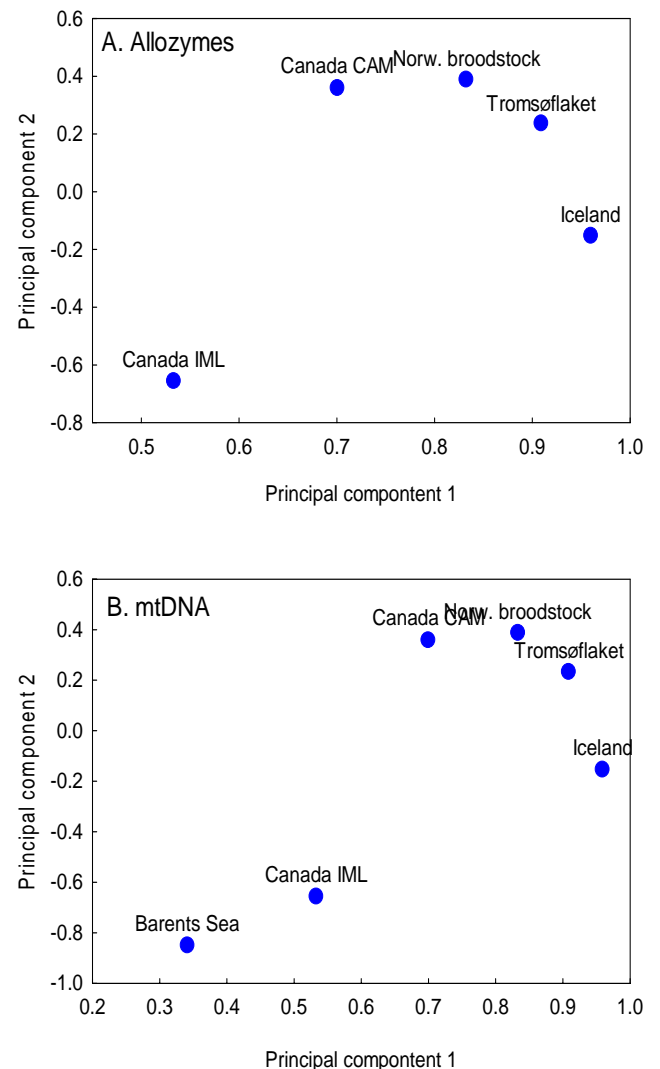 A. Allozymes
Principal component 2
0.6
0.4
0.2
0.0
-0.2
-0.4
-0.6
-0.8
Canada CAM
Norw. broodstock
Tromsøflaket
Iceland
Canada IML
0.5 0.6 0.7 0.8 0.9 1.0
Principal compontent 1
B. mtDNA
Principal component 2
0.6
0.4
0.2
0.0
-0.2
-0.4
-0.6
-0.8
-1.0
Canada CAM
Norw. broodstock
Tromsøflaket
Iceland
Canada IML
Barents Sea
0.2 0.3 0.4 0.5 0.6 0.7 0.8 0.9 1.0
Principal compontent 1